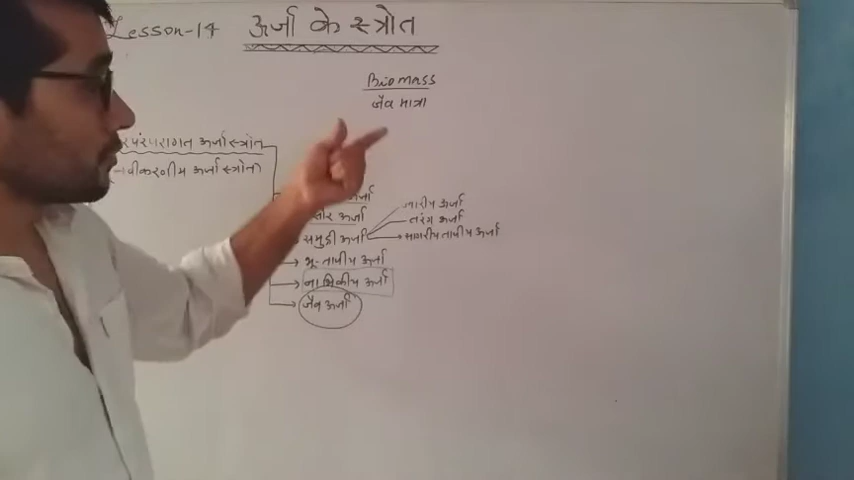 Lesson-14 ऊर्जा के स्त्रोत
Biomass
जैव मात्रा
परंपरागत ऊर्जा स्त्रोत
नवीकरणीय ऊर्जा स्त्रोत)
ऊर्जा
सौर ऊर्जा
समुद्री ऊर्जा
ज्वारीय ऊर्जा
तरंग ऊर्जा
सागरीय तापीय ऊर्जा
भू-तापीय ऊर्जा
नाभिकीय ऊर्जा
जैव ऊर्जा